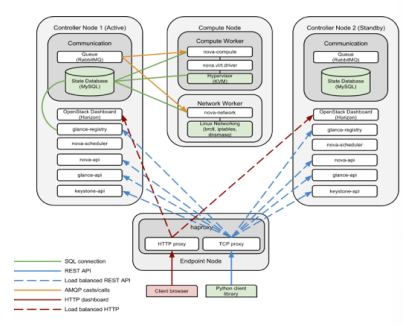 Controller Node 1 (Active)
Communication
Queue
(RabbitMQ)
State Database
(MySQL)
OpenStack Dashboard
(Horizon)
glance-registry
nova-scheduler
nova-api
glance-api
keystone-api
Compute Node
Compute Worker
nova-compute
nova virt driver
Hypervisor
(KVM)
Network Worker
nova-network
Linux Networking
(br0, iptables,
dnsmasq)
Controller Node 2 (Standby)
Communication
Queue
(RabbitMQ)
State Database
(MySQL)
OpenStack Dashboard
(Horizon)
glance-registry
nova-scheduler
nova-api
glance-api
keystone-api
haproxy
HTTP proxy
TCP proxy
Endpoint Node
Client browser
Python client
library
SQL connection
REST API
Load balanced REST API
AMQP casts/calls
HTTP dashboard
Load balanced HTTP